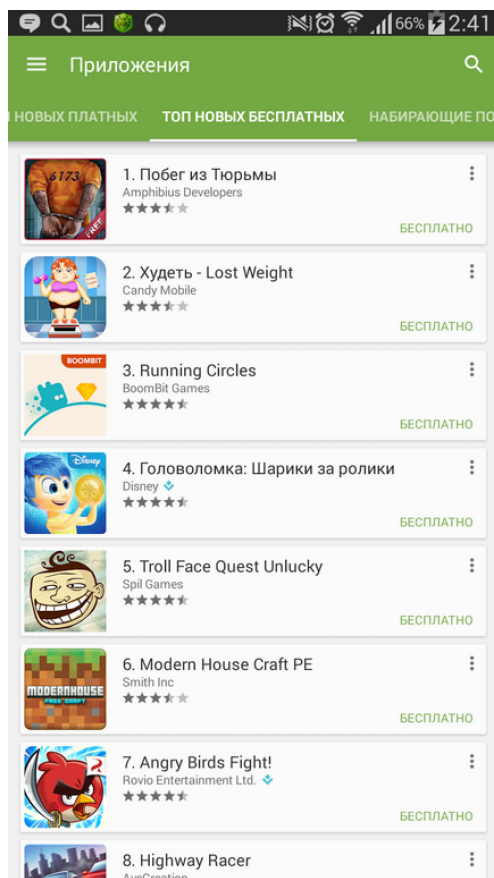 66% 2:41
Приложения
НОВЫХ ПЛАТНЫХ ТОП НОВЫХ БЕСПЛАТНЫХ НАБИРАЮЩИЕ ПО
6173
FREE
1. Побег из Тюрьмы
Amphibius Developers
БЕСПЛАТНО
2. Худеть - Lost Weight
Candy Mobile
БЕСПЛАТНО
BOOMBIT
3. Running Circles
BoomBit Games
БЕСПЛАТНО
Disney
4. Головоломка: Шарики за ролики
Disney
БЕСПЛАТНО
5. Troll Face Quest Unlucky
Spil Games
БЕСПЛАТНО
MODERNHOUSE
FREE CRAFT
6. Modern House Craft PE
Smith Inc
БЕСПЛАТНО
7. Angry Birds Fight!
Rovio Entertainment Ltd.
БЕСПЛАТНО
8. Highway Racer
AvoCreation